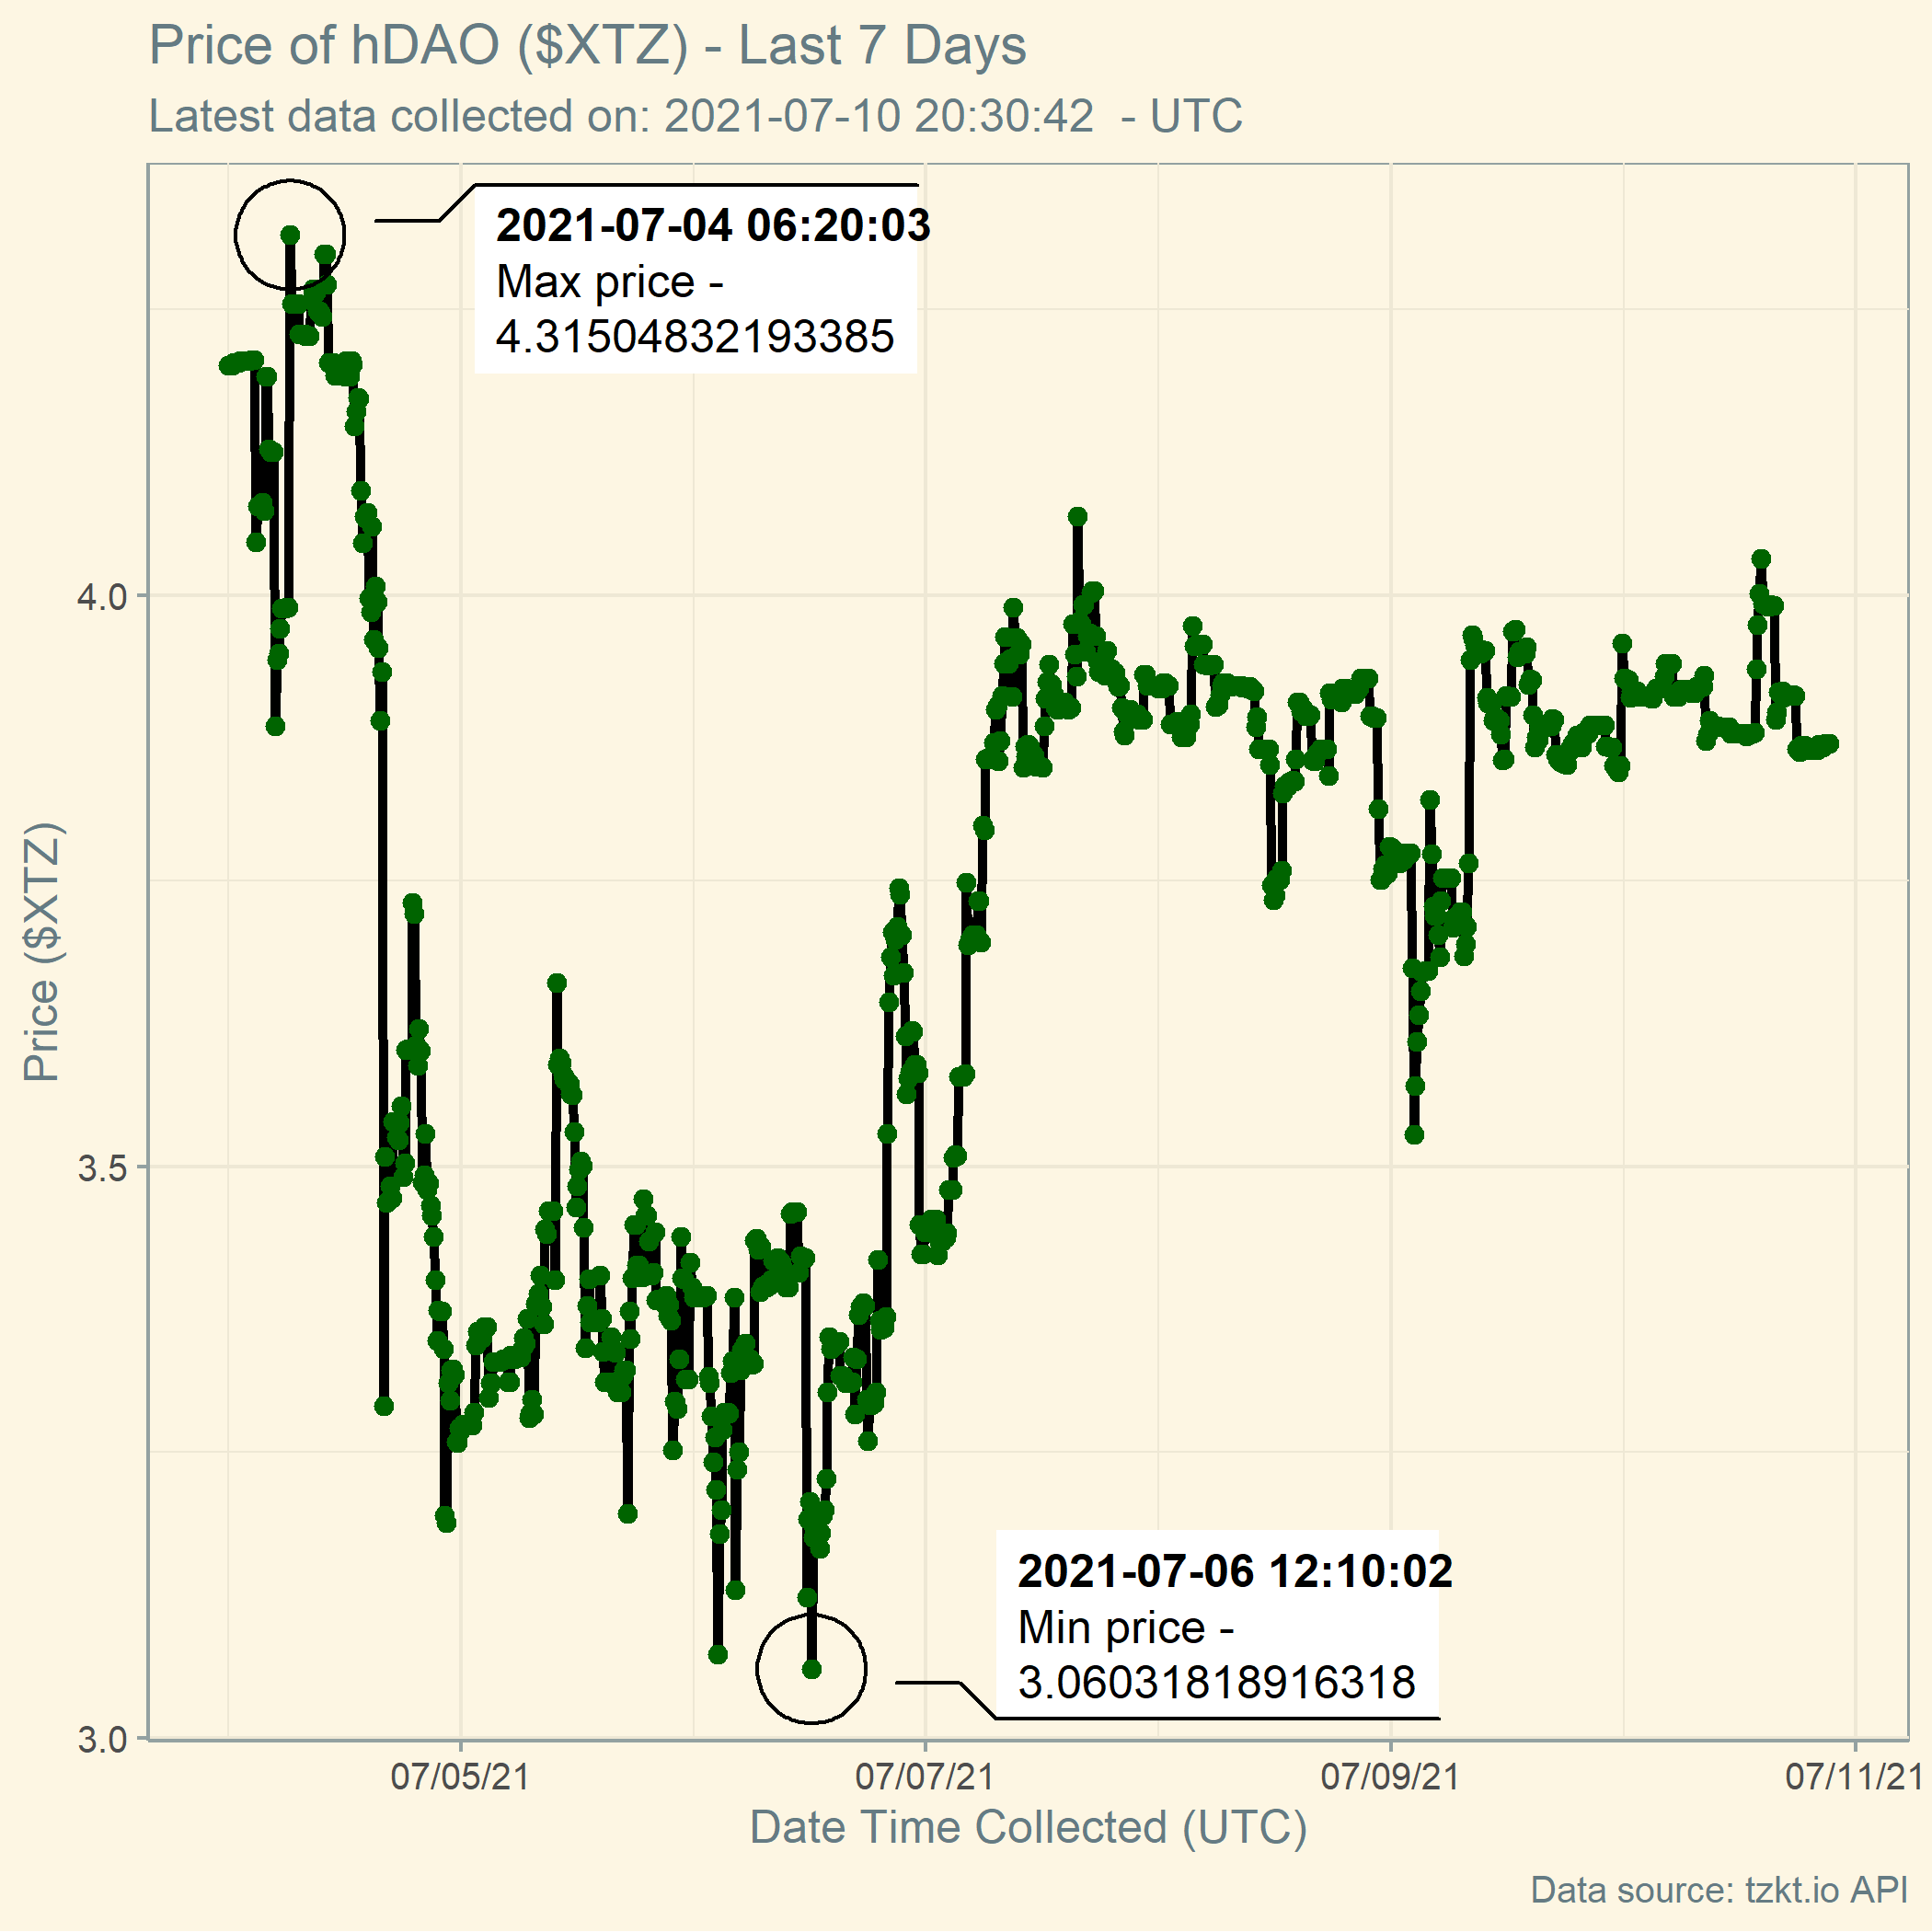 Price of hDAO ($XTZ) - Last 7 Days
Latest data collected on: 2021-07-10 20:30:42  - UTC
2021-07-04 06:20:03
Max price -
4.31504832193385
4.0
Price ($XTZ)
3.5
2021-07-06 12:10:02
Min price -
3.06031818916318
3.0
07/05/21
07/07/21
07/09/21
07/11/21
Date Time Collected (UTC)
Data source: tzkt.io API